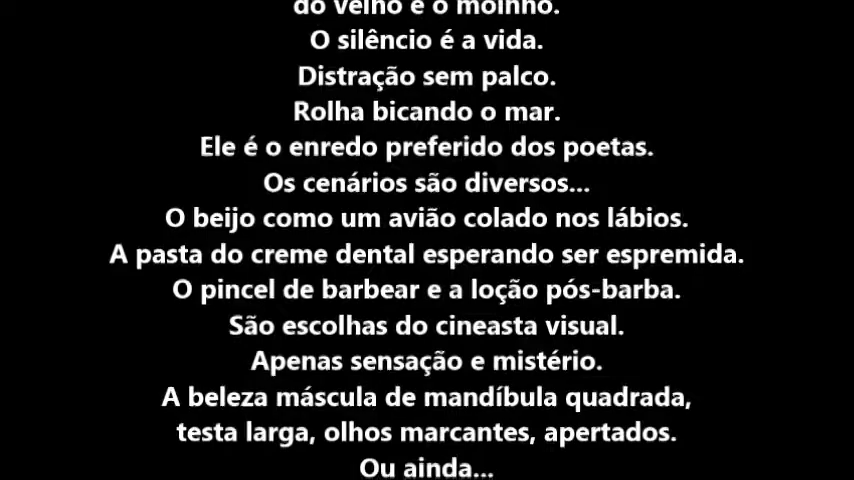 do velho e o moinho.
O silêncio é a vida.
Distração sem palco.
Rolha bicando o mar.
Ele é o enredo preferido dos poetas.
Os cenários são diversos...
O beijo como um avião colado nos lábios.
A pasta do creme dental esperando ser espremida.
O pincel de barbear e a loção pós-barba.
São escolhas do cineasta visual.
Apenas sensação e mistério.
A beleza máscula de mandíbula quadrada,
testa larga, olhos marcantes, apertados.
Ou ainda...